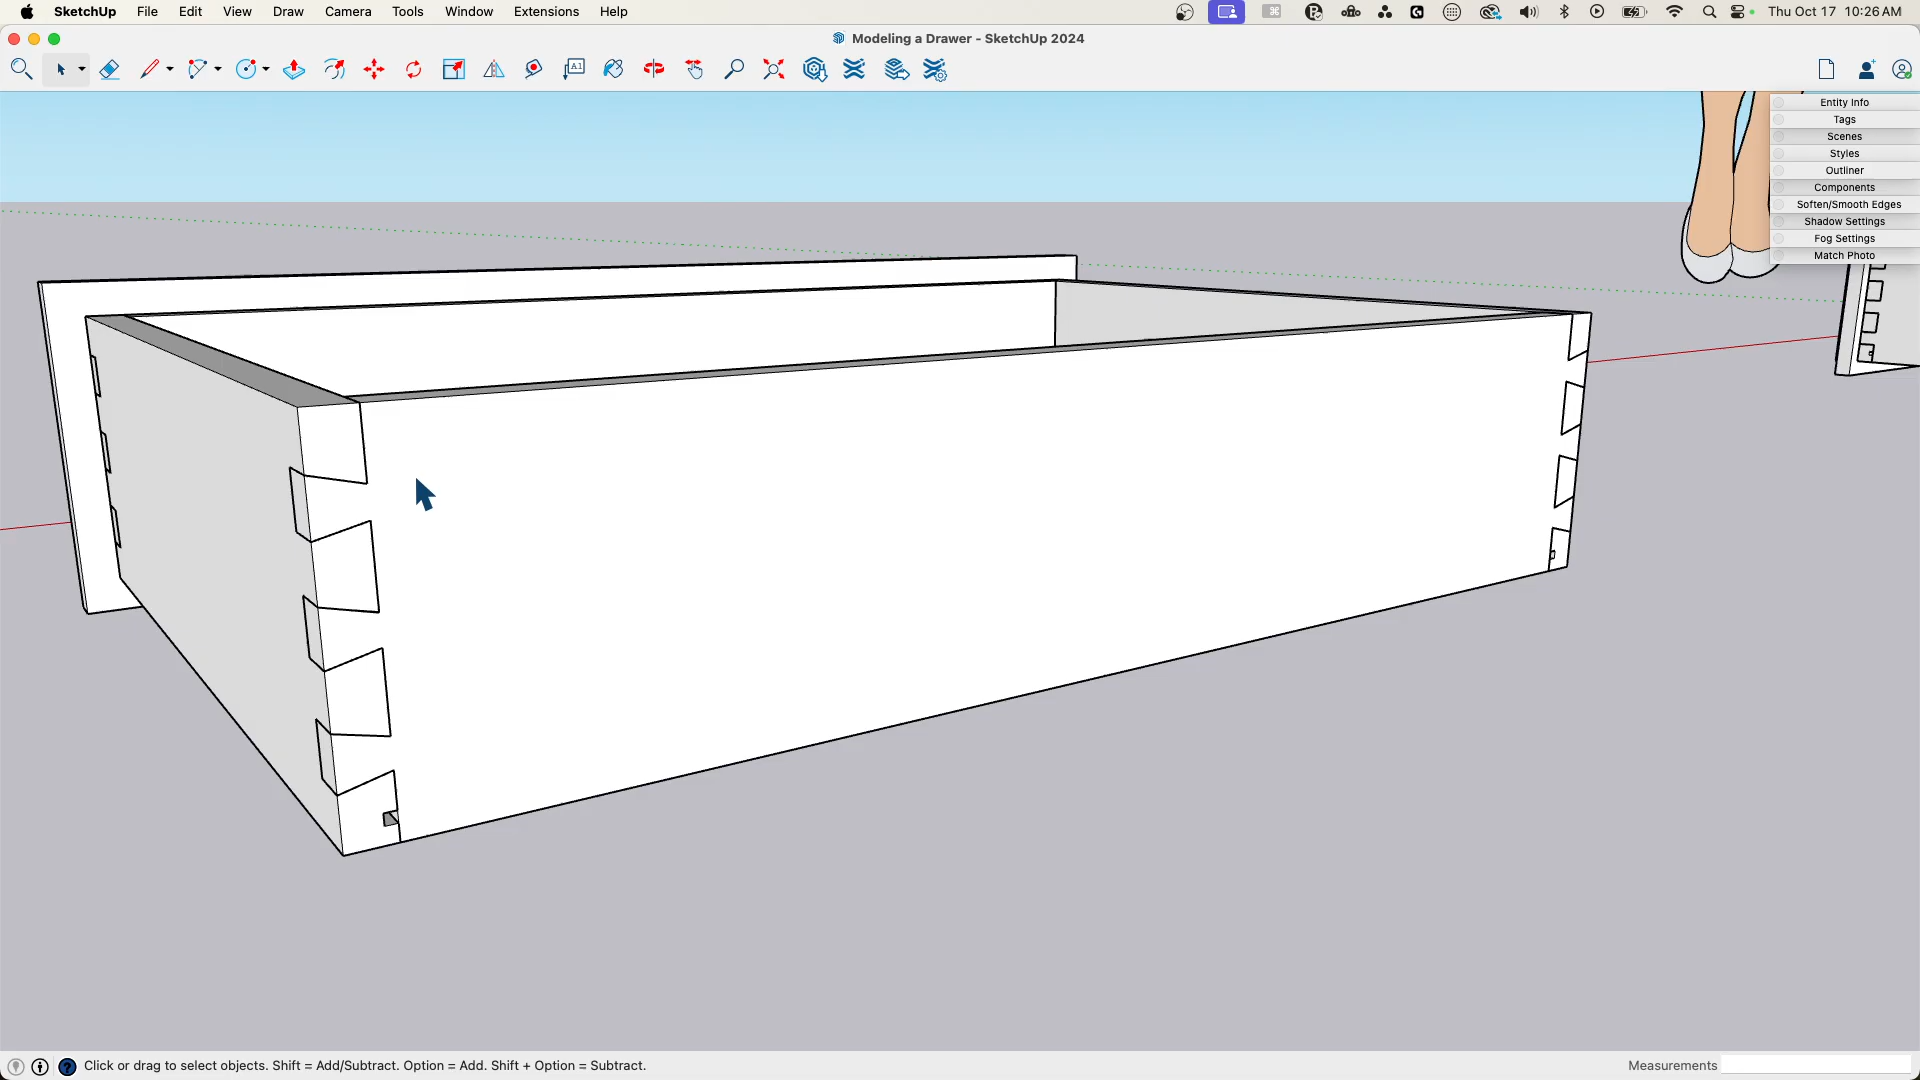 SketchUp File Edit View Draw Camera Tools Window Extensions Help Thu Oct 17 10:26 AM
Modeling a Drawer - SketchUp 2024
A1
Entity Info
Tags
Scenes
Styles
Outliner
Components
Soften/Smooth Edges
Shadow Settings
Fog Settings
Match Photo
Click or drag to select objects. Shift = Add/Subtract. Option = Add. Shift + Option = Subtract. Measurements